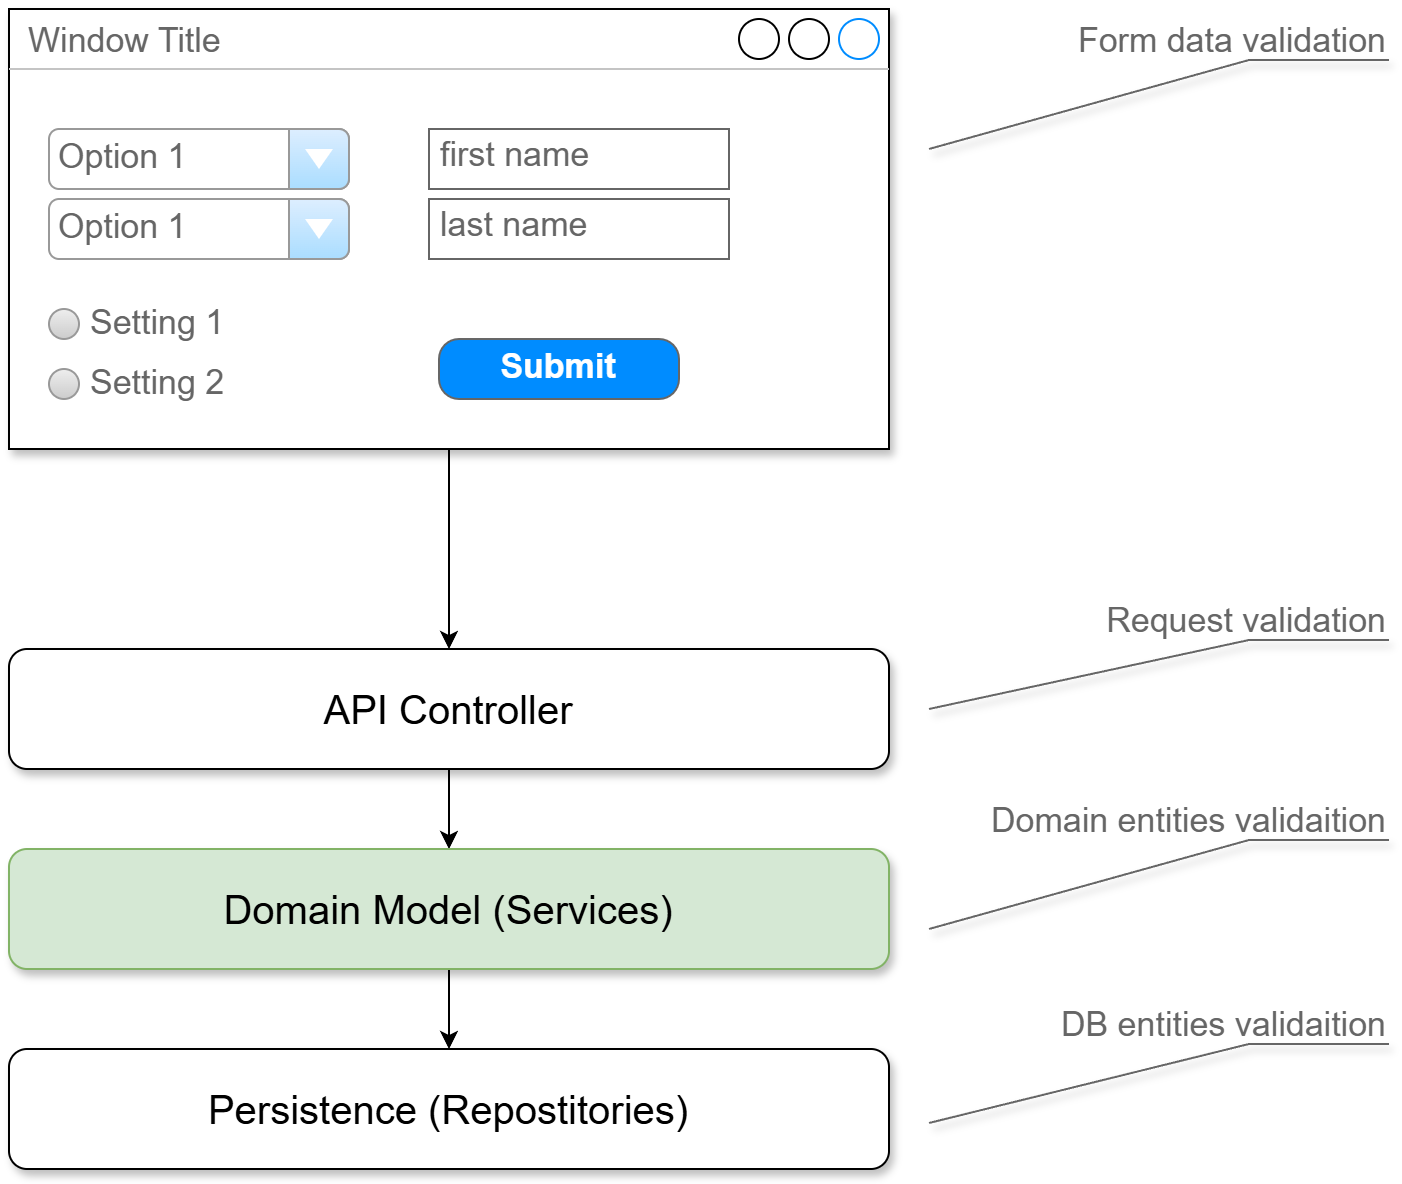 Window Title
Form data validation
Option 1
first name
Option 1
last name
Setting 1
Submit
Setting 2
Request validation
API Controller
Domain entities validaition
Domain Model (Services)
DB entities validaition
Persistence (Repostitories)